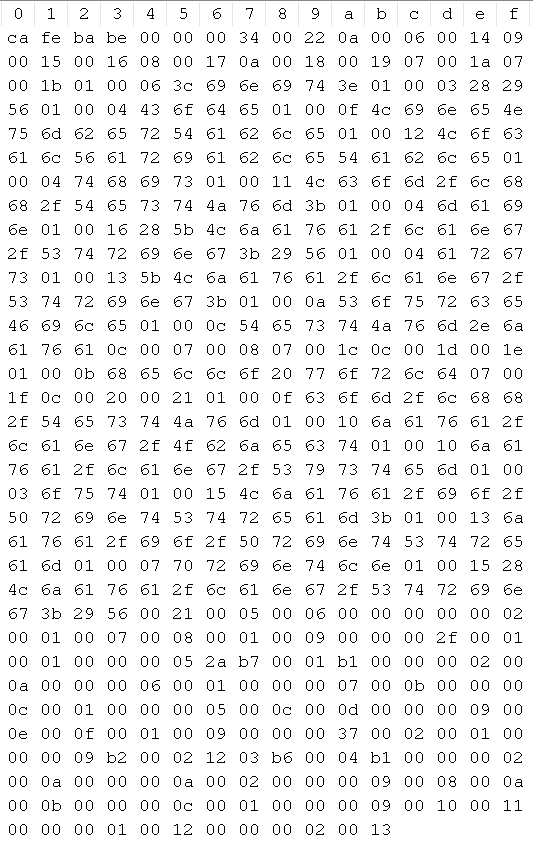 0 1 2 3 4 5 6 7 8 9 a b c d e f
ca fe ba be 00 00 00 34 00 22 0a 00 06 00 14 09
00 15 00 16 08 00 17 0a 00 18 00 19 07 00 1a 07
00 1b 01 00 06 3c 69 6e 69 74 3e 01 00 03 28 29
56 01 00 04 43 6f 64 65 01 00 0f 4c 69 6e 65 4e
75 6d 62 65 72 54 61 62 6c 65 01 00 12 4c 6f 63
61 6c 56 61 72 69 61 62 6c 65 54 61 62 6c 65 01
00 04 74 68 69 73 01 00 11 4c 63 6f 6d 2f 6c 68
68 2f 54 65 73 74 4a 76 6d 3b 01 00 04 6d 61 69
6e 01 00 16 28 5b 4c 6a 61 76 61 2f 6c 61 6e 67
2f 53 74 72 69 6e 67 3b 29 56 01 00 04 61 72 67
73 01 00 13 5b 4c 6a 61 76 61 2f 6c 61 6e 67 2f
53 74 72 69 6e 67 3b 01 00 0a 53 6f 75 72 63 65
46 69 6c 65 01 00 0c 54 65 73 74 4a 76 6d 2e 6a
61 76 61 0c 00 07 00 08 07 00 1c 0c 00 1d 00 1e
01 00 0b 68 65 6c 6c 6f 20 77 6f 72 6c 64 07 00
1f 0c 00 20 00 21 01 00 0f 63 6f 6d 2f 6c 68 68
2f 54 65 73 74 4a 76 6d 01 00 10 6a 61 76 61 2f
6c 61 6e 67 2f 4f 62 6a 65 63 74 01 00 10 6a 61
76 61 2f 6c 61 6e 67 2f 53 79 73 74 65 6d 01 00
03 6f 75 74 01 00 15 4c 6a 61 76 61 2f 69 6f 2f
50 72 69 6e 74 53 74 72 65 61 6d 3b 01 00 13 6a
61 76 61 2f 69 6f 2f 50 72 69 6e 74 53 74 72 65
61 6d 01 00 07 70 72 69 6e 74 6c 6e 01 00 15 28
4c 6a 61 76 61 2f 6c 61 6e 67 2f 53 74 72 69 6e
67 3b 29 56 00 21 00 05 00 06 00 00 00 00 00 02
00 01 00 07 00 08 00 01 00 09 00 00 00 2f 00 01
00 01 00 00 00 05 2a b7 00 01 b1 00 00 00 02 00
0a 00 00 00 06 00 01 00 00 00 07 00 0b 00 00 00
0c 00 01 00 00 00 05 00 0c 00 0d 00 00 00 09 00
0e 00 0f 00 01 00 09 00 00 00 37 00 02 00 01 00
00 00 09 b2 00 02 12 03 b6 00 04 b1 00 00 00 02
00 0a 00 00 00 0a 00 02 00 00 00 09 00 08 00 0a
00 0b 00 00 00 0c 00 01 00 00 00 09 00 10 00 11
00 00 00 01 00 12 00 00 00 02 00 13